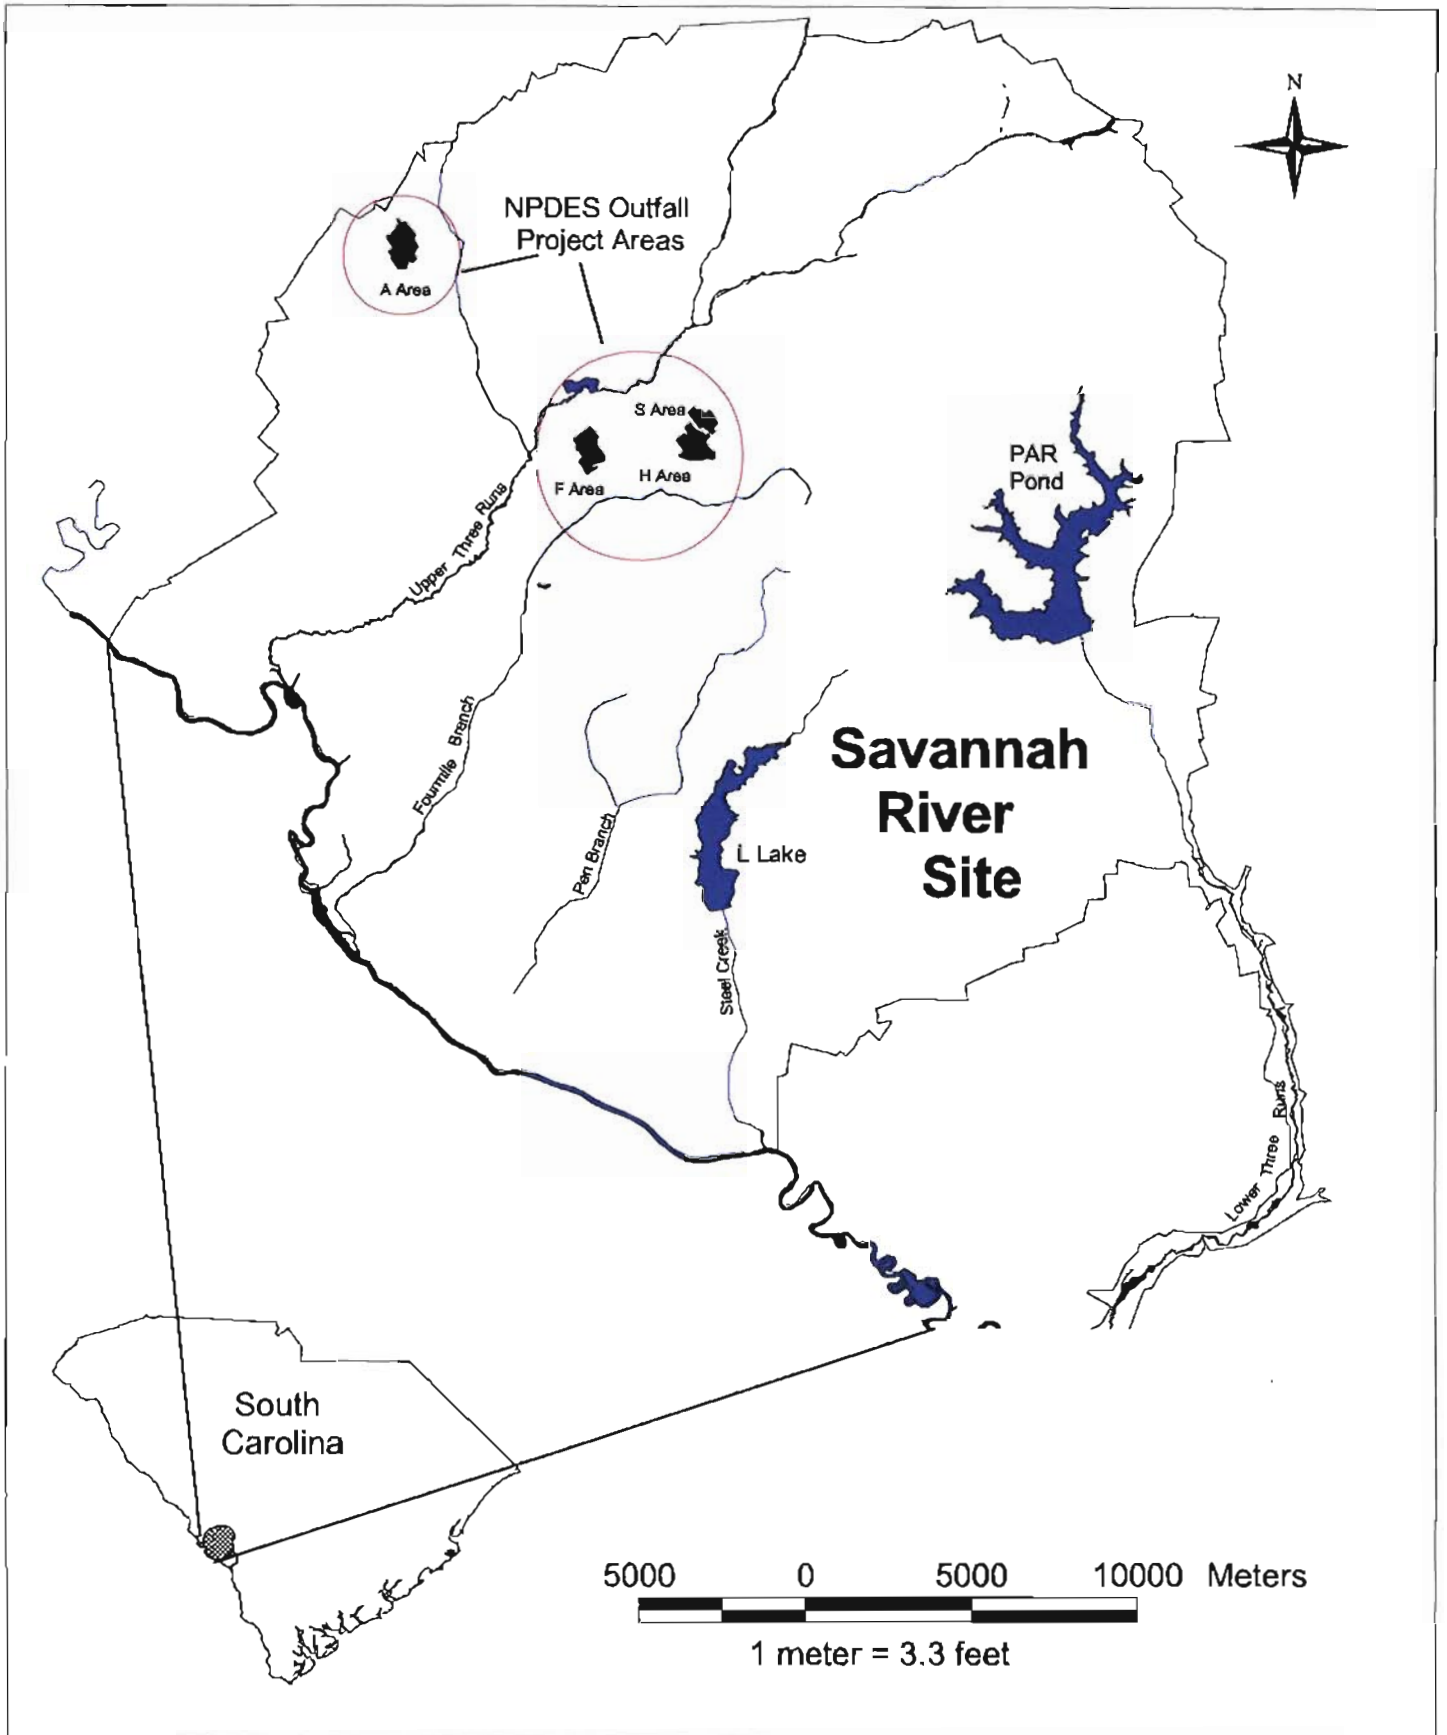 N
NPDES Outfall
Project Areas
A Area
S Area
F Area
H Area
PAR
Pond
Upper Three Runs
Fourmile Branch
Pen Branch
L Lake
Steel Creek
Savannah
River
Site
Lower Three Runs
South
Carolina
5000 0 5000 10000 Meters
1 meter = 3.3 feet